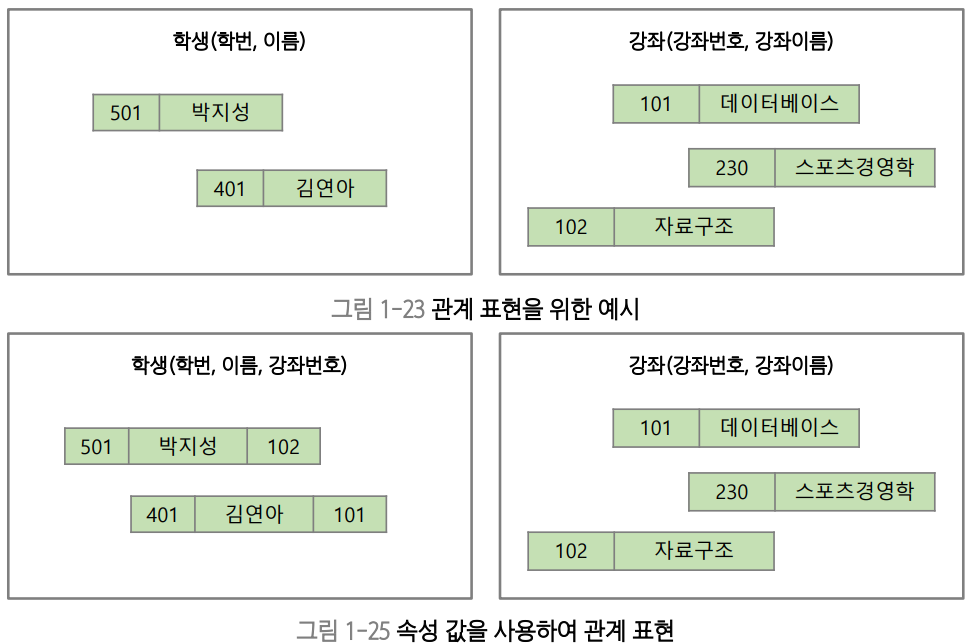 학생(학번, 이름)
501 박지성
401 김연아
강좌(강좌번호, 강좌이름)
101 데이터베이스
230 스포츠경영학
102 자료구조
그림 1-23 관계 표현을 위한 예시
학생(학번, 이름, 강좌번호)
501 박지성 102
401 김연아 101
강좌(강좌번호, 강좌이름)
101 데이터베이스
230 스포츠경영학
102 자료구조
그림 1-25 속성 값을 사용하여 관계 표현